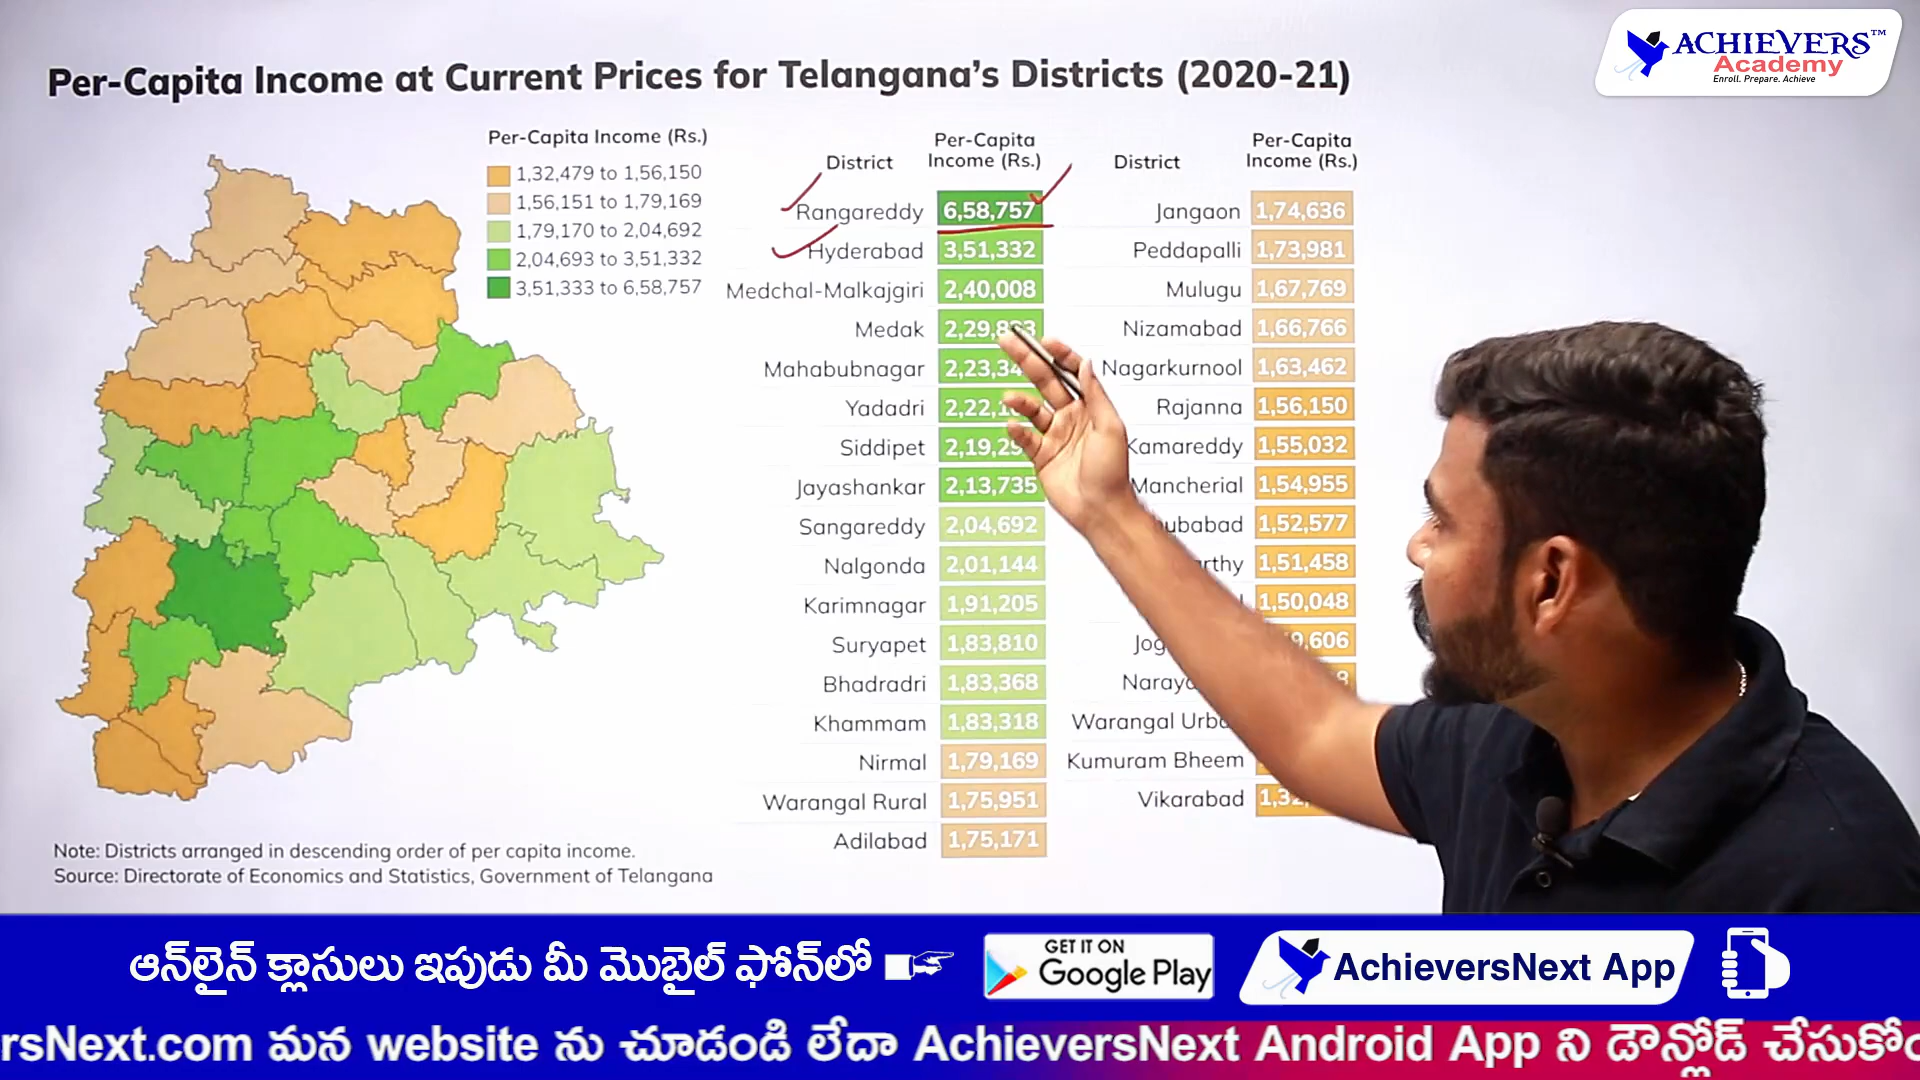 ACHIEVERS™
Academy
Enroll. Prepare. Achieve
Per-Capita Income at Current Prices for Telangana's Districts (2020-21)
Per-Capita Income (Rs.)
1,32,479 to 1,56,150
1,56,151 to 1,79,169
1,79,170 to 2,04,692
2,04,693 to 3,51,332
3,51,333 to 6,58,757
District Per-Capita Income (Rs.)
Rangareddy 6,58,757
Hyderabad 3,51,332
Medchal-Malkajgiri 2,40,008
Medak
Mahabubnagar
Yadadri
Siddipet
Jayashankar 2,13,735
Sangareddy 2,04,692
Nalgonda 2,01,144
Karimnagar 1,91,205
Suryapet 1,83,810
Bhadradri 1,83,368
Khammam 1,83,318
Nirmal 1,79,169
Warangal Rural 1,75,951
Adilabad 1,75,171
District Per-Capita Income (Rs.)
Jangaon 1,74,636
Peddapalli 1,73,981
Mulugu 1,67,769
Nizamabad 1,66,766
Nagarkurnool 1,63,462
Rajanna 1,56,150
Kamareddy 1,55,032
Mancherial 1,54,955
1,52,577
1,51,458
1,50,048
Warangal
Kumuram Bheem
Vikarabad
Note: Districts arranged in descending order of per capita income.
Source: Directorate of Economics and Statistics, Government of Telangana
ఆన్‌లైన్ క్లాసులు ఇపుడు మీ మొబైల్ ఫోన్‌లో
GET IT ON
Google Play
AchieversNext App
rsNext.com మన website ను చూడండి లేదా AchieversNext Android App ని డౌన్లోడ్